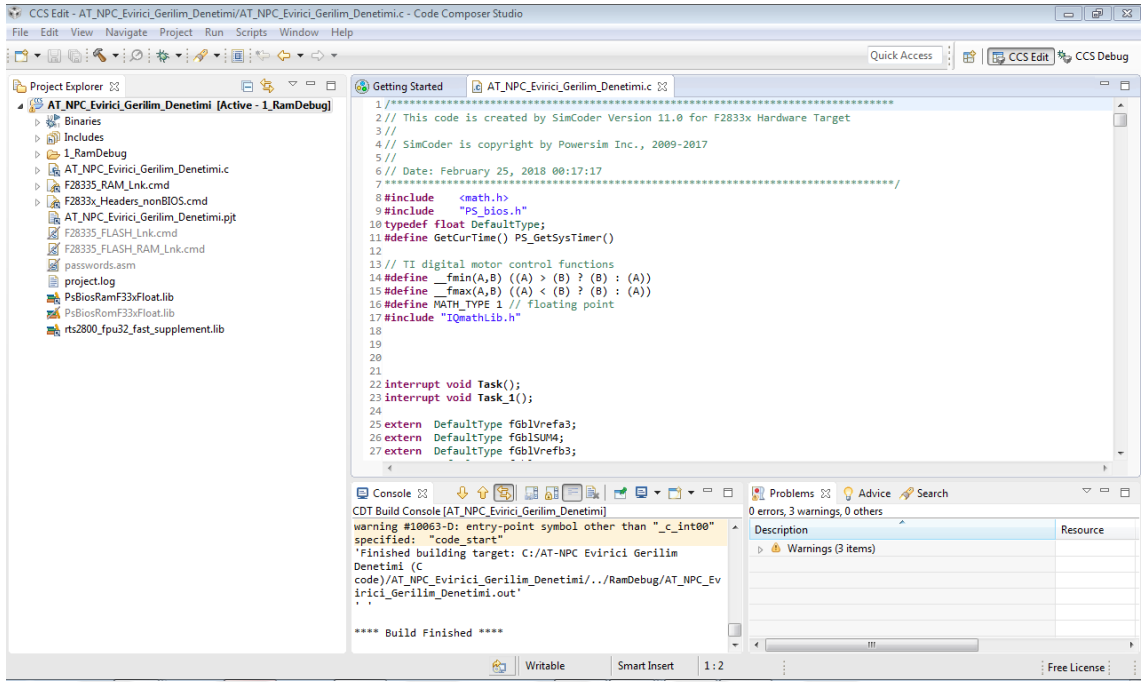 CCS Edit - AT_NPC_Evirici_Gerilim_Denetimi/AT_NPC_Evirici_Gerilim_Denetimi.c - Code Composer Studio
File Edit View Navigate Project Run Scripts Window Help
Quick Access CCS Edit CCS Debug
Project Explorer
AT_NPC_Evirici_Gerilim_Denetimi [Active - 1_RamDebug]
Binaries
Includes
1_RamDebug
AT_NPC_Evirici_Gerilim_Denetimi.c
F28335_RAM_Lnk.cmd
F2833x_Headers_nonBIOS.cmd
AT_NPC_Evirici_Gerilim_Denetimi.pjt
F28335_FLASH_Lnk.cmd
F28335_FLASH_RAM_Lnk.cmd
passwords.asm
project.log
PsBiosRamF33xFloat.lib
PsBiosRomF33xFloat.lib
rts2800_fpu32_fast_supplement.lib
Getting Started AT_NPC_Evirici_Gerilim_Denetimi.c
1 /*********************************************************************************
2 // This code is created by SimCoder Version 11.0 for F2833x Hardware Target
3 //
4 // SimCoder is copyright by Powersim Inc., 2009-2017
5 //
6 // Date: February 25, 2018 00:17:17
7 **********************************************************************************/
8 #include <math.h>
9 #include "PS_bios.h"
10 typedef float DefaultType;
11 #define GetCurTime() PS_GetSysTimer()
12
13 // TI digital motor control functions
14 #define __fmin(A,B) ((A) > (B) ? (B) : (A))
15 #define __fmax(A,B) ((A) < (B) ? (B) : (A))
16 #define MATH_TYPE 1 // floating point
17 #include "IQmathLib.h"
18
19
20
21
22 interrupt void Task();
23 interrupt void Task_1();
24
25 extern DefaultType fGblVrefa3;
26 extern DefaultType fGblSUM4;
27 extern DefaultType fGblVrefb3;
Console
CDT Build Console [AT_NPC_Evirici_Gerilim_Denetimi]
warning #10063-D: entry-point symbol other than "_c_int00"
specified: "code_start"
'Finished building target: C:/AT-NPC Evirici Gerilim
Denetimi (C
code)/AT_NPC_Evirici_Gerilim_Denetimi/../RamDebug/AT_NPC_Ev
irici_Gerilim_Denetimi.out'
' '
**** Build Finished ****
Problems Advice Search
0 errors, 3 warnings, 0 others
Description Resource
Warnings (3 items)
Writable Smart Insert 1 : 2 Free License